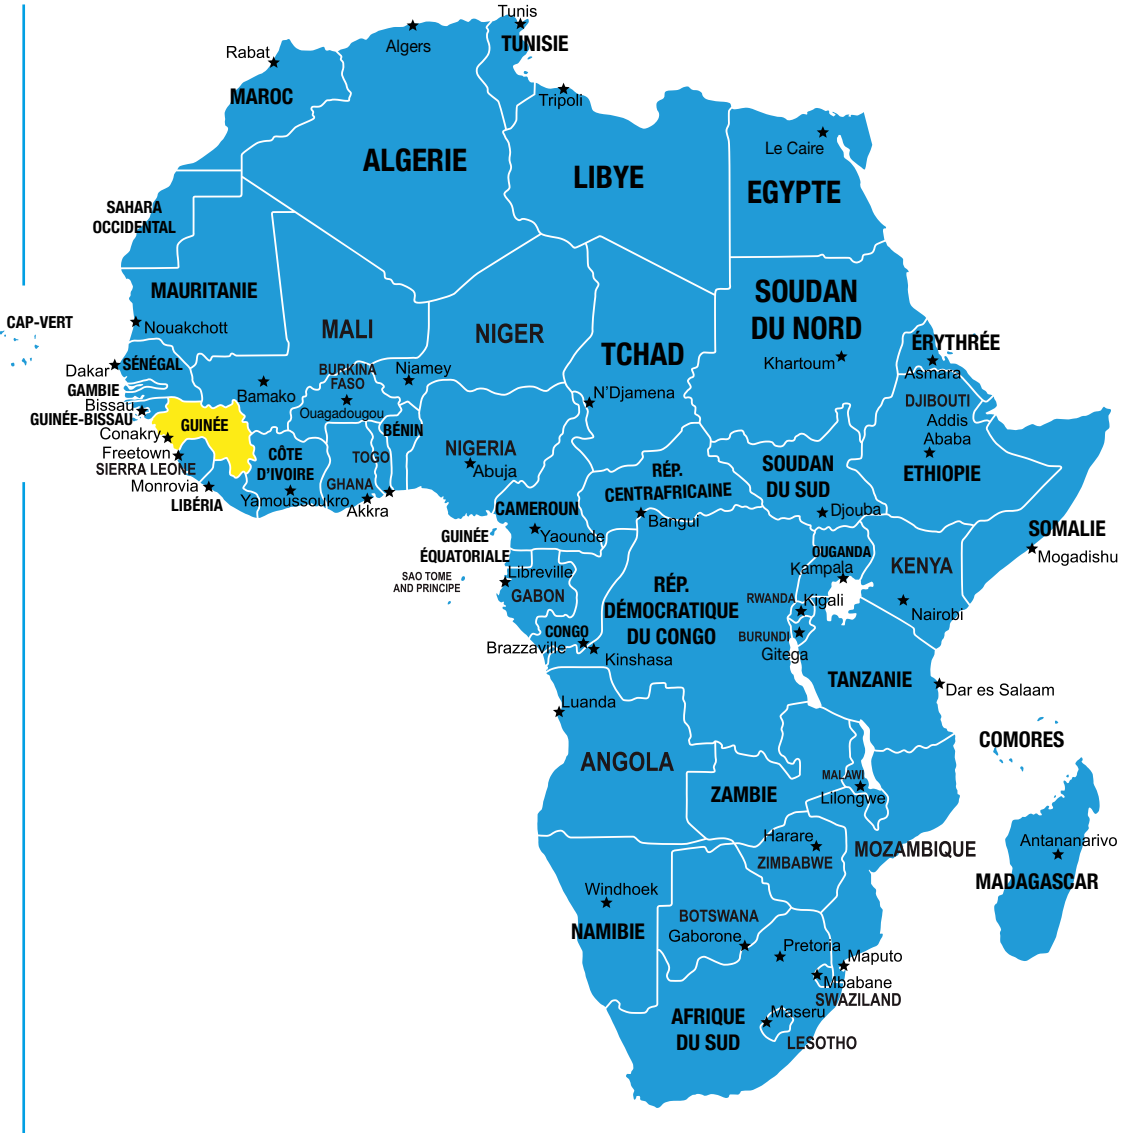 Tunis
TUNISIE
Algers
Rabat
MAROC
Tripoli
ALGERIE
LIBYE
Le Caire
EGYPTE
SAHARA
OCCIDENTAL
MAURITANIE
Nouakchott
CAP-VERT
MALI
NIGER
TCHAD
SOUDAN
DU NORD
Khartoum
ÉRYTHRÉE
Asmara
Dakar
SÉNÉGAL
GAMBIE
Bissau
GUINÉE-BISSAU
GUINÉE
Conakry
Freetown
SIERRA LEONE
Monrovia
LIBÉRIA
Bamako
BURKINA
FASO
Ouagadougou
Njamey
N'Djamena
BÉNIN
CÔTE
D'IVOIRE
Yamoussoukro
TOGO
GHANA
Akkra
NIGERIA
Abuja
DJIBOUTI
Addis
Ababa
ETHIOPIE
RÉP.
CENTRAFRICAINE
Bangui
SOUDAN
DU SUD
Djouba
CAMEROUN
Yaounde
GUINÉE
ÉQUATORIALE
SAO TOME
AND PRINCIPE
Libreville
GABON
CONGO
Brazzaville
Kinshasa
RÉP.
DÉMOCRATIQUE
DU CONGO
OUGANDA
Kampala
KENYA
Nairobi
SOMALIE
Mogadishu
RWANDA
Kigali
BURUNDI
Gitega
TANZANIE
Dar es Salaam
COMORES
Luanda
ANGOLA
ZAMBIE
MALAWI
Lilongwe
Harare
ZIMBABWE
MOZAMBIQUE
Antananarivo
MADAGASCAR
Windhoek
NAMIBIE
BOTSWANA
Gaborone
Pretoria
Maputo
Mbabane
SWAZILAND
AFRIQUE
DU SUD
Maseru
LESOTHO